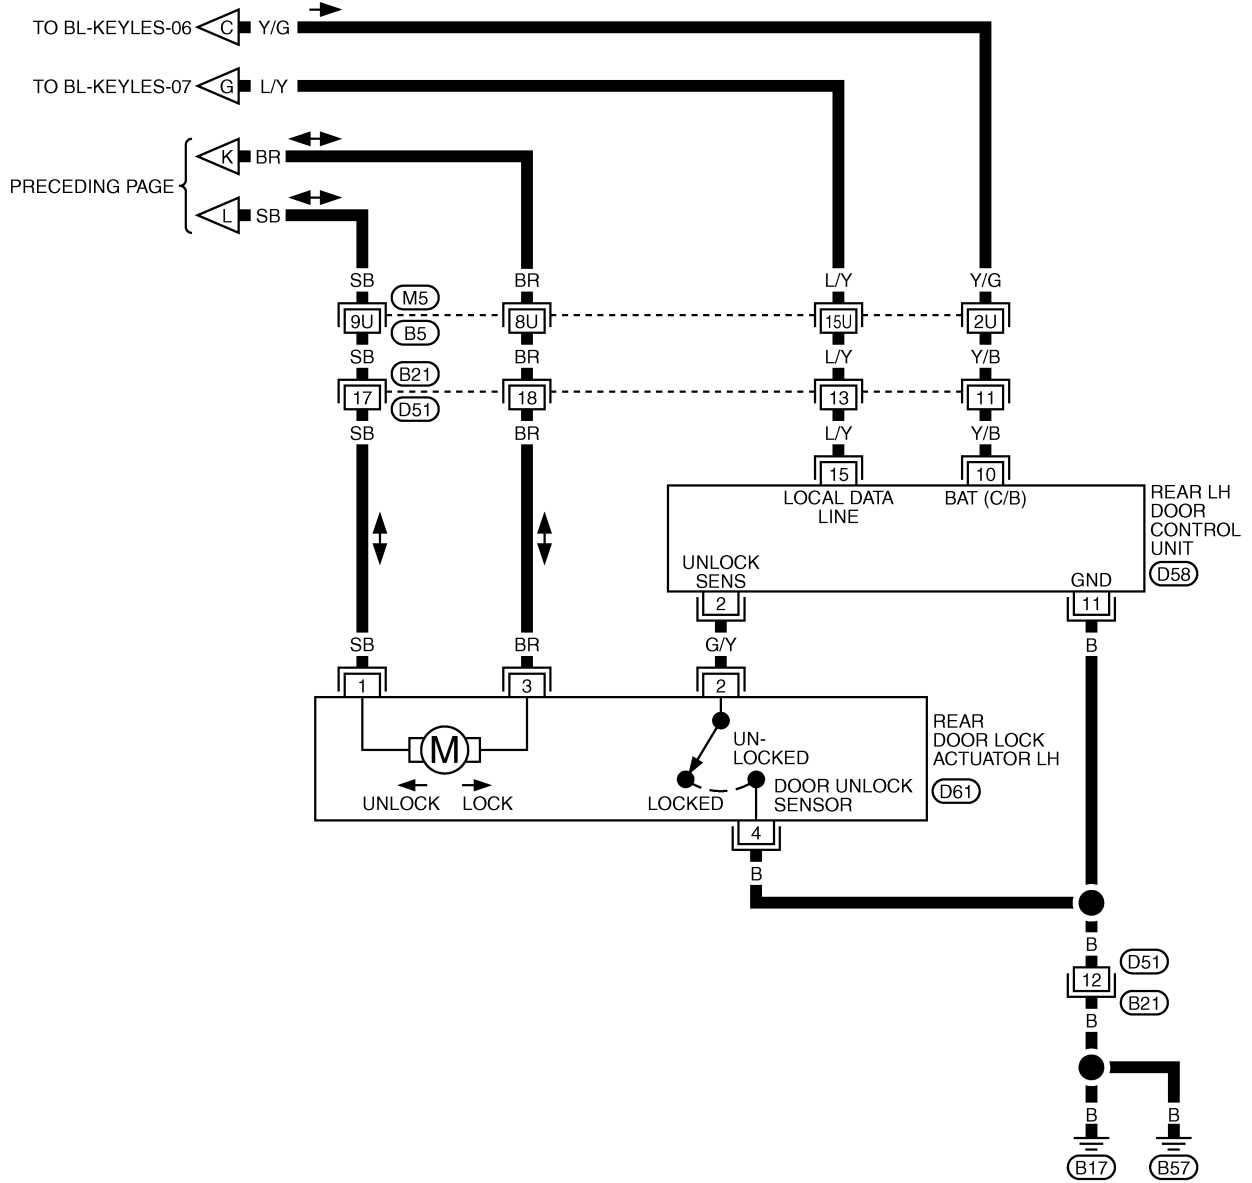 TO BL-KEYLES-06 C Y/G
TO BL-KEYLES-07 G L/Y
K BR
PRECEDING PAGE
L SB
SB BR L/Y Y/G
M5
9U 8U 15U 2U
B5
SB BR L/Y Y/B
B21
17 18 13 11
D51
SB BR L/Y Y/B
15 10
LOCAL DATA
LINE
BAT (C/B)
REAR LH
DOOR
CONTROL
UNIT
D58
UNLOCK
SENS
GND
2 11
SB BR G/Y B
1 3 2
REAR
DOOR LOCK
ACTUATOR LH
D61
M
UNLOCK LOCK
UN-
LOCKED
LOCKED
DOOR UNLOCK
SENSOR
4
B
B
D51
12
B21
B
B B
B17 B57